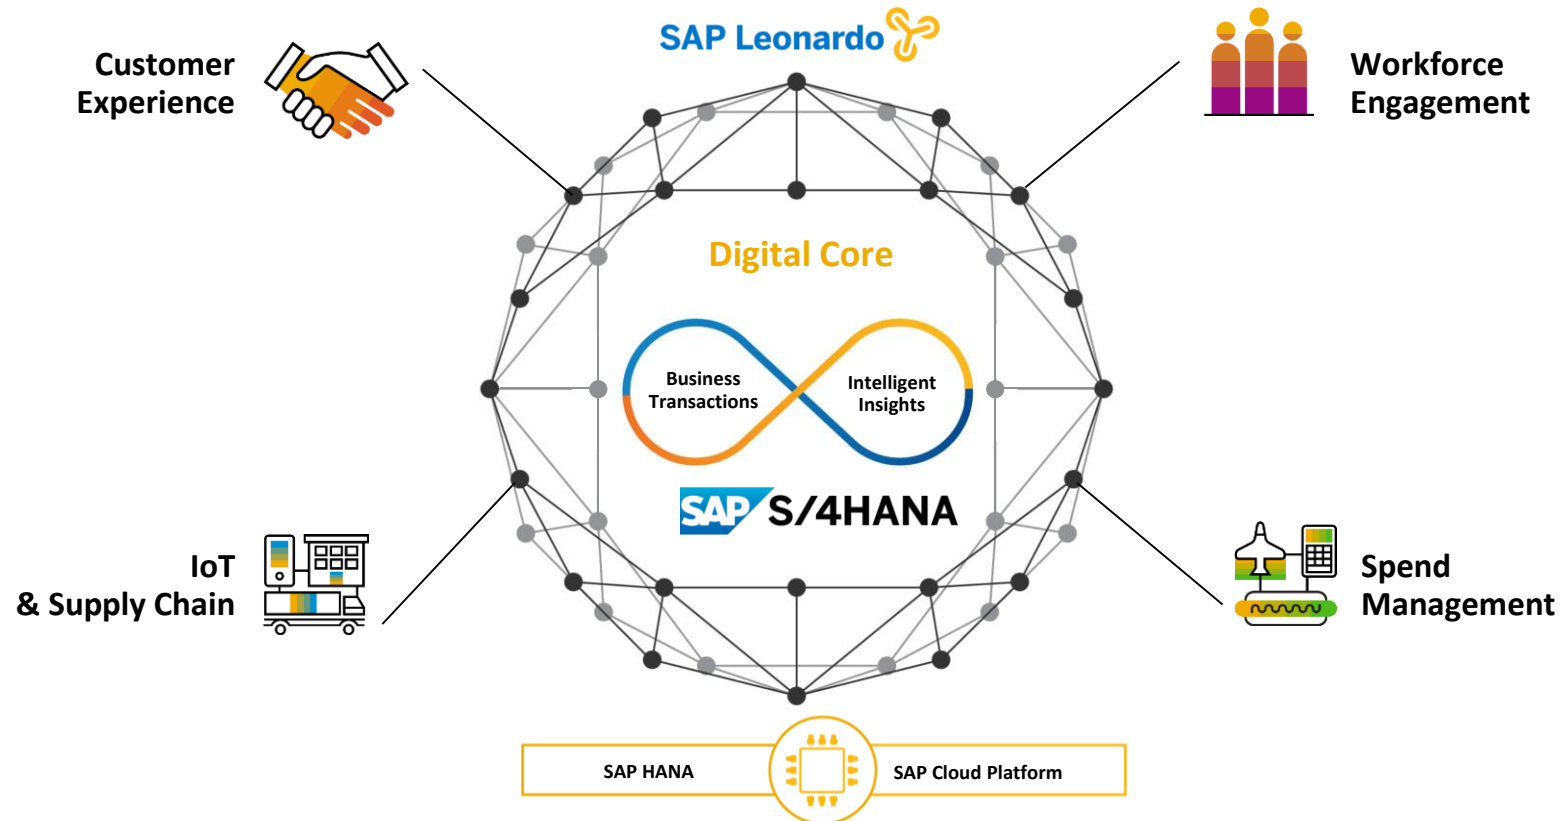 SAP Leonardo
Customer
Experience
Workforce
Engagement
Digital Core
Business
Transactions
Intelligent
Insights
SAP S/4HANA
IoT
& Supply Chain
Spend
Management
SAP HANA
SAP Cloud Platform